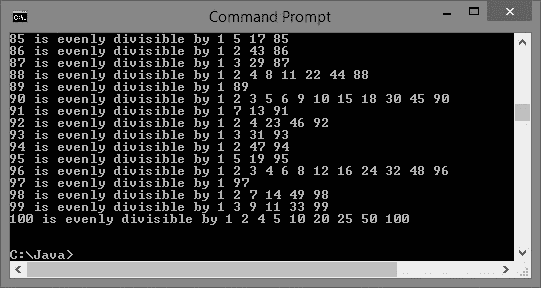 Command Prompt
85 is evenly divisible by 1 5 17 85
86 is evenly divisible by 1 2 43 86
87 is evenly divisible by 1 3 29 87
88 is evenly divisible by 1 2 4 8 11 22 44 88
89 is evenly divisible by 1 89
90 is evenly divisible by 1 2 3 5 6 9 10 15 18 30 45 90
91 is evenly divisible by 1 7 13 91
92 is evenly divisible by 1 2 4 23 46 92
93 is evenly divisible by 1 3 31 93
94 is evenly divisible by 1 2 47 94
95 is evenly divisible by 1 5 19 95
96 is evenly divisible by 1 2 3 4 6 8 12 16 24 32 48 96
97 is evenly divisible by 1 97
98 is evenly divisible by 1 2 7 14 49 98
99 is evenly divisible by 1 3 9 11 33 99
100 is evenly divisible by 1 2 4 5 10 20 25 50 100
C:\Java>